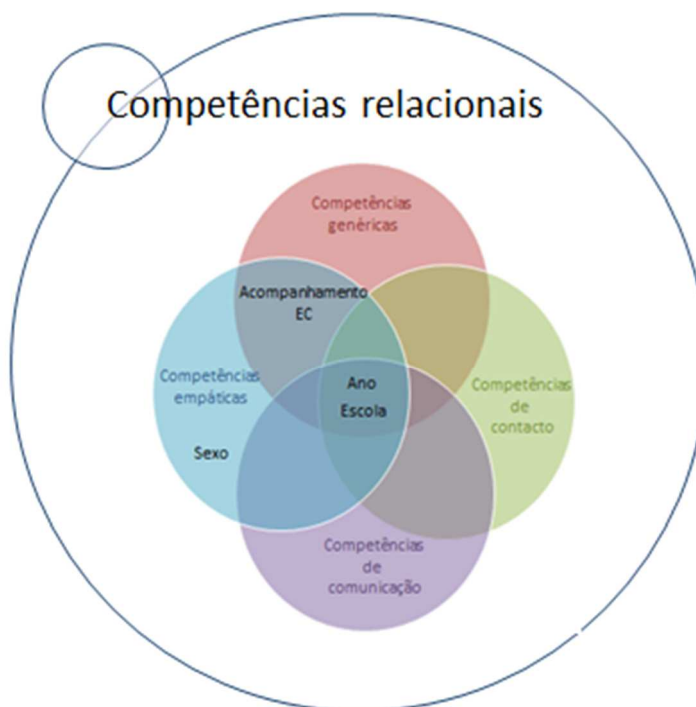 Competências relacionais
Competências
genéricas
Acompanhamento
EC
Competências
empáticas
Sexo
Ano
Escola
Competências
de
contacto
Competências
de
comunicação